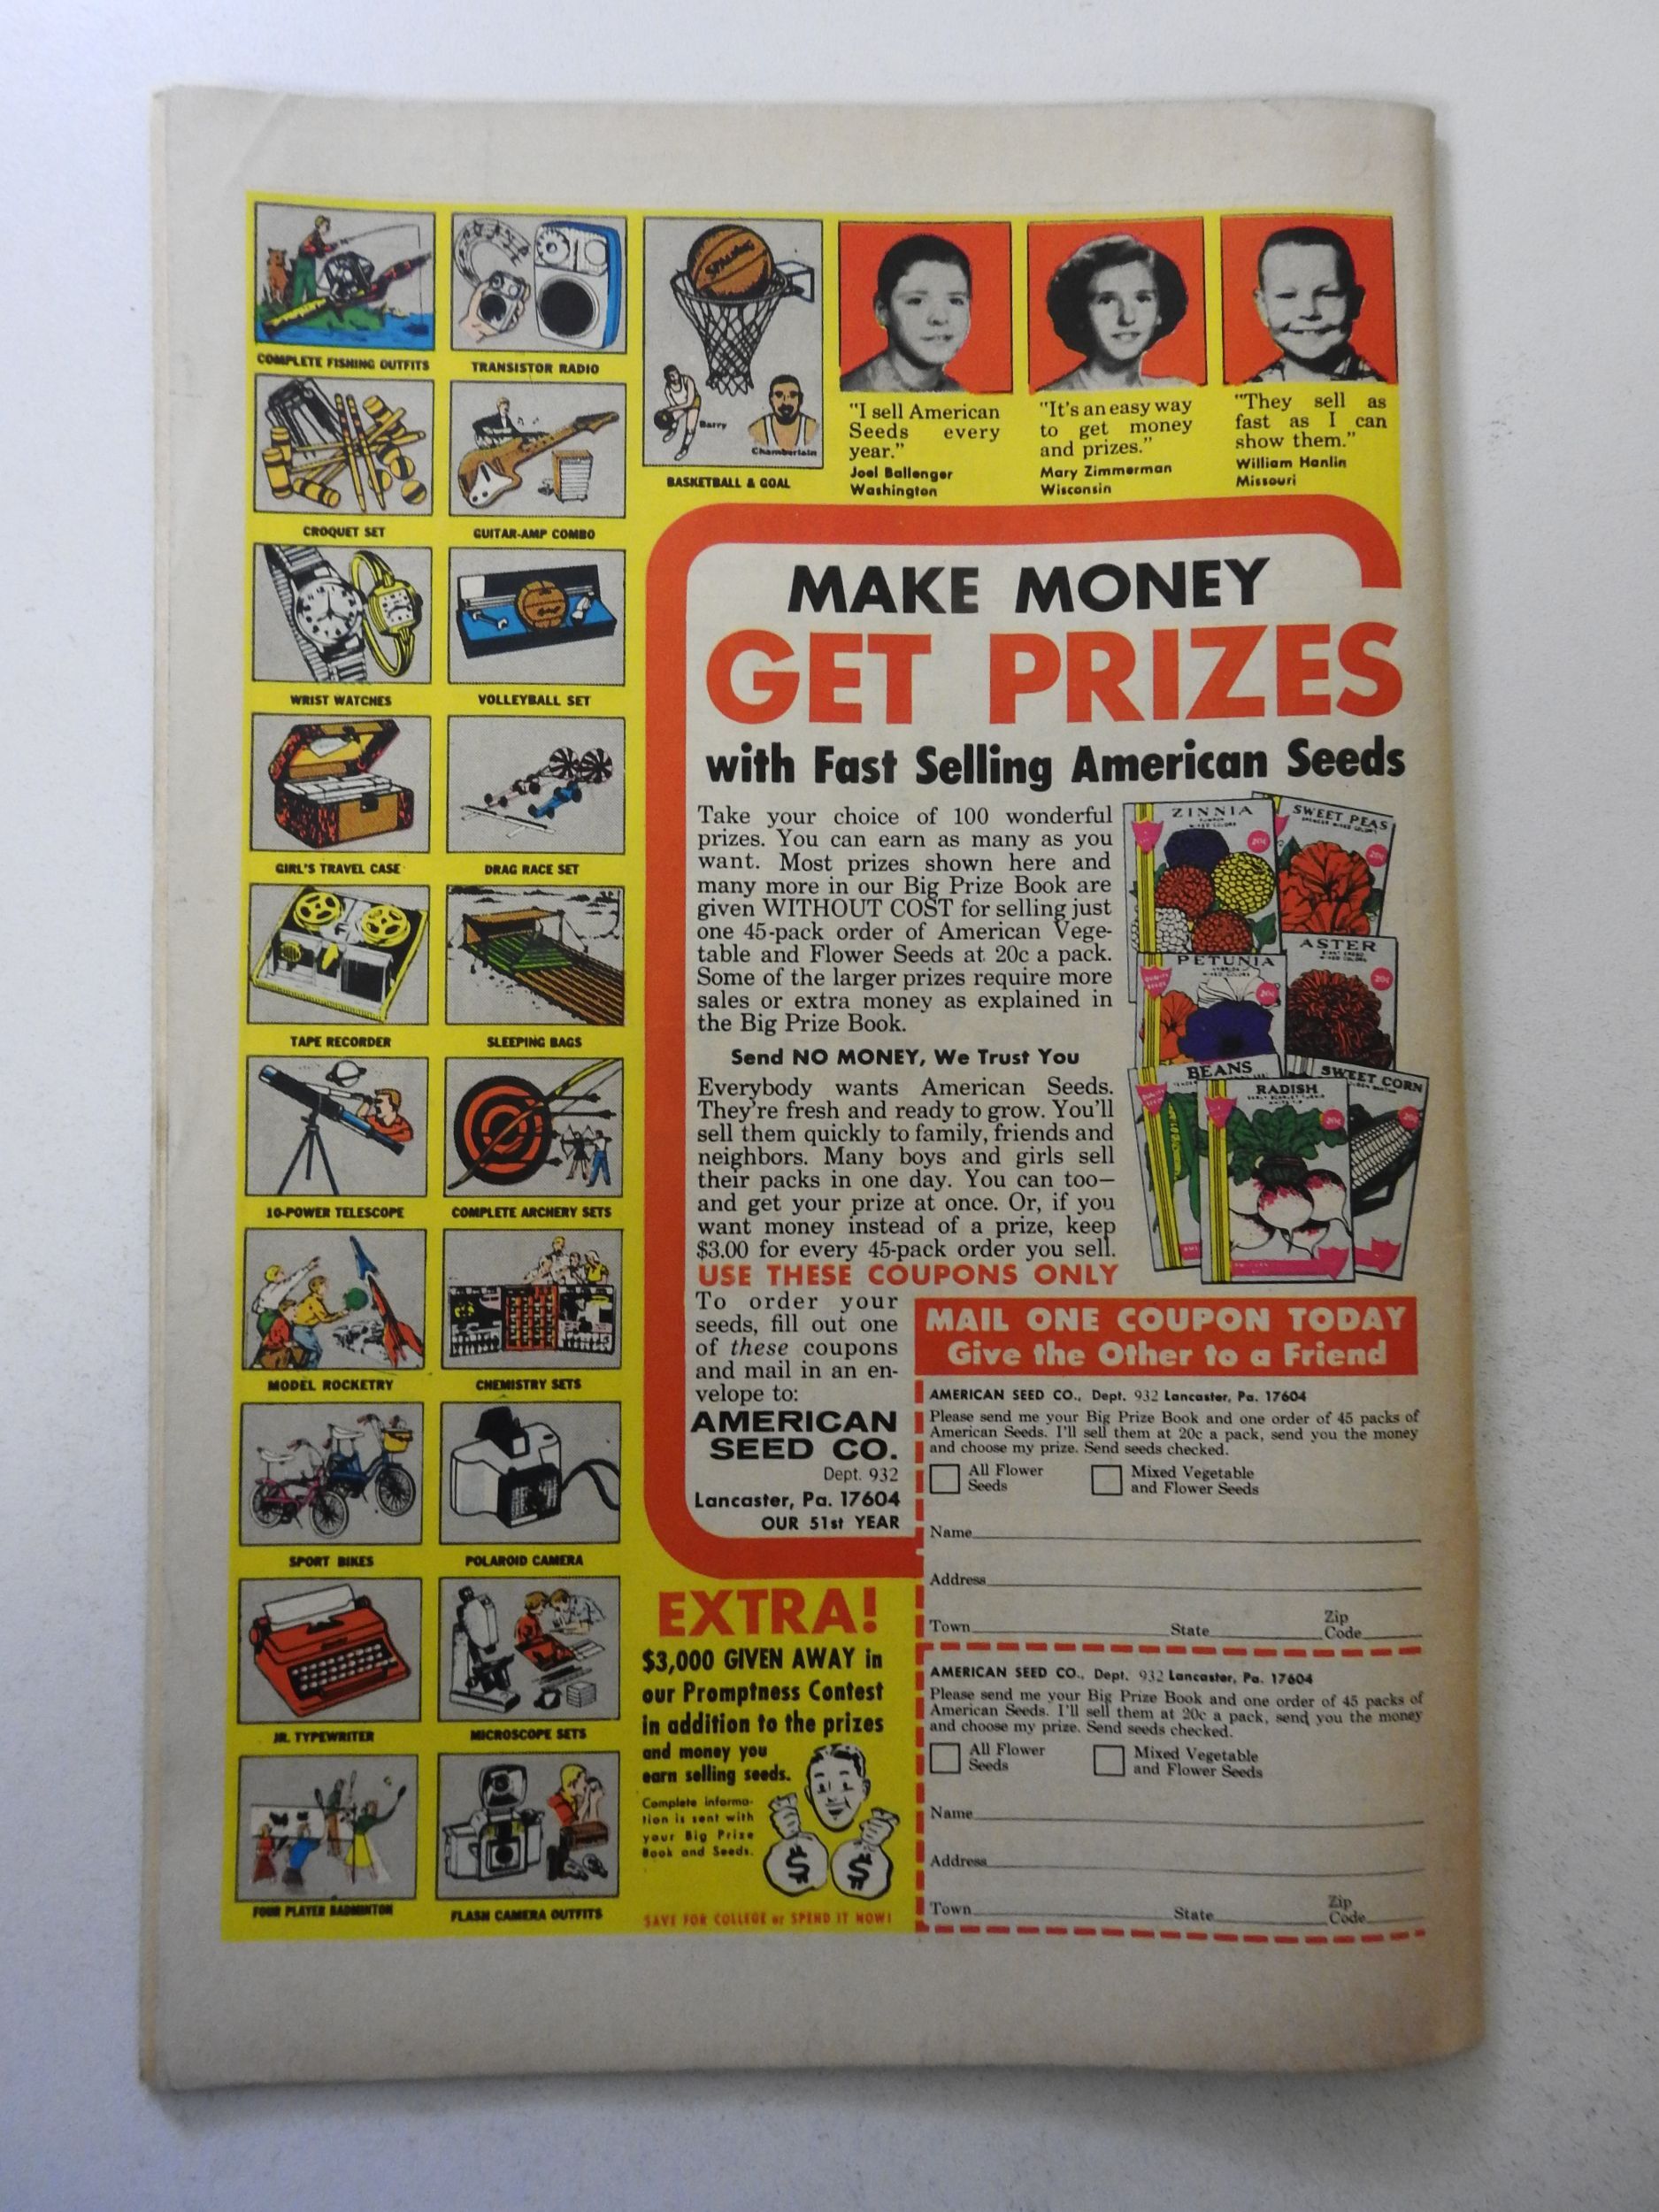 COMPLETE FISHING OUTFITS
TRANSISTOR RADIO
CROQUET SET
GUITAR-AMP COMBO
WRIST WATCHES
VOLLEYBALL SET
GIRL'S TRAVEL CASE
DRAG RACE SET
TAPE RECORDER
SLEEPING BAGS
10-POWER TELESCOPE
COMPLETE ARCHERY SETS
MODEL ROCKETRY
CHEMISTRY SETS
SPORT BIKES
POLAROID CAMERA
JR. TYPEWRITER
MICROSCOPE SETS
FOUR PLAYER BADMINTON
FLASH CAMERA OUTFITS
SPALDING
Barry
Chamberlain
BASKETBALL & GOAL
"I sell American
Seeds every
year."
Joel Ballenger
Washington
"It's an easy way
to get money
and prizes."
Mary Zimmerman
Wisconsin
"They sell as
fast as I can
show them."
William Hanlin
Missouri
MAKE MONEY
GET PRIZES
with Fast Selling American Seeds
Take your choice of 100 wonderful
prizes. You can earn as many as you
want. Most prizes shown here and
many more in our Big Prize Book are
given WITHOUT COST for selling just
one 45-pack order of American Vege-
table and Flower Seeds at 20c a pack.
Some of the larger prizes require more
sales or extra money as explained in
the Big Prize Book.
Send NO MONEY, We Trust You
Everybody wants American Seeds.
They're fresh and ready to grow. You'll
sell them quickly to family, friends and
neighbors. Many boys and girls sell
their packs in one day. You can too—
and get your prize at once. Or, if you
want money instead of a prize, keep
$3.00 for every 45-pack order you sell.
USE THESE COUPONS ONLY
To order your
seeds, fill out one
of these coupons
and mail in an en-
velope to:
AMERICAN
SEED CO.
Dept. 932
Lancaster, Pa. 17604
OUR 51st YEAR
ZINNIA
MIXED COLORS
20¢
SWEET PEAS
20¢
PETUNIA
MIXED COLORS
20¢
ASTER
MIXED COLORS
20¢
BEANS
RADISH
20¢
SWEET CORN
20¢
MAIL ONE COUPON TODAY
Give the Other to a Friend
AMERICAN SEED CO., Dept. 932 Lancaster, Pa. 17604
Please send me your Big Prize Book and one order of 45 packs of
American Seeds. I'll sell them at 20c a pack, send you the money
and choose my prize. Send seeds checked.
All Flower
Seeds
Mixed Vegetable
and Flower Seeds
Name
Address
Town State Zip Code
AMERICAN SEED CO., Dept. 932 Lancaster, Pa. 17604
Please send me your Big Prize Book and one order of 45 packs of
American Seeds. I'll sell them at 20c a pack, send you the money
and choose my prize. Send seeds checked.
All Flower
Seeds
Mixed Vegetable
and Flower Seeds
Name
Address
Town State Zip Code
EXTRA!
$3,000 GIVEN AWAY in
our Promptness Contest
in addition to the prizes
and money you
earn selling seeds.
Complete informa-
tion is sent with
your Big Prize
Book and Seeds.
$ $
SAVE FOR COLLEGE or SPEND IT NOW!